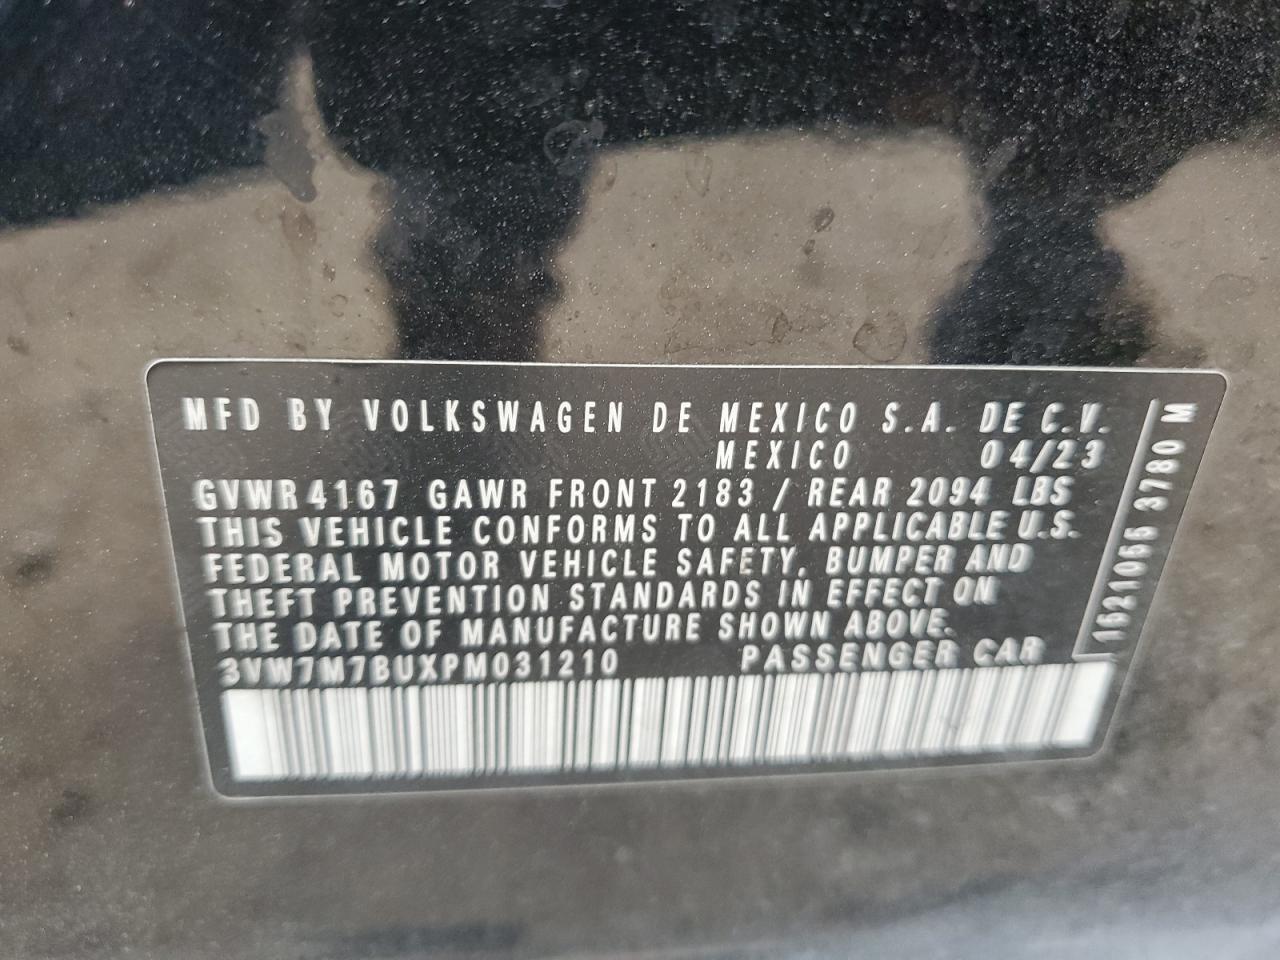 MFD BY VOLKSWAGEN DE MEXICO S.A. DE C.V.
MEXICO 04/23
GVWR 4167 GAWR FRONT 2183 / REAR 2094 LBS
THIS VEHICLE CONFORMS TO ALL APPLICABLE U.S.
FEDERAL MOTOR VEHICLE SAFETY, BUMPER AND
THEFT PREVENTION STANDARDS IN EFFECT ON
THE DATE OF MANUFACTURE SHOWN ABOVE.
3VW7M7BUXPM031210 PASSENGER CAR
1521055 3780 M